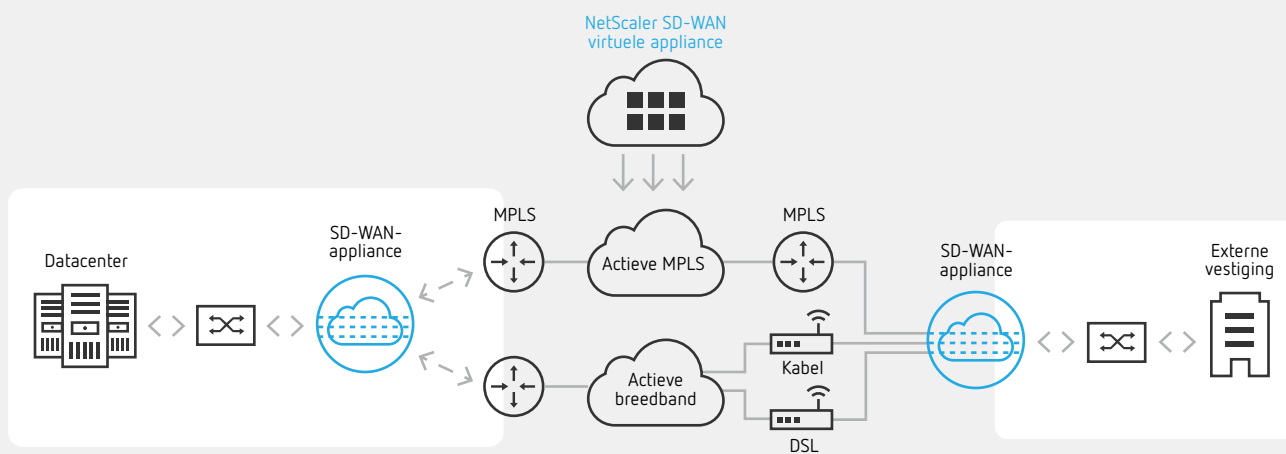 NetScaler SD-WAN
virtuele appliance
MPLS
MPLS
SD-WAN-
appliance
SD-WAN-
appliance
Externe
vestiging
Datacenter
Actieve MPLS
Kabel
Actieve
breedband
DSL